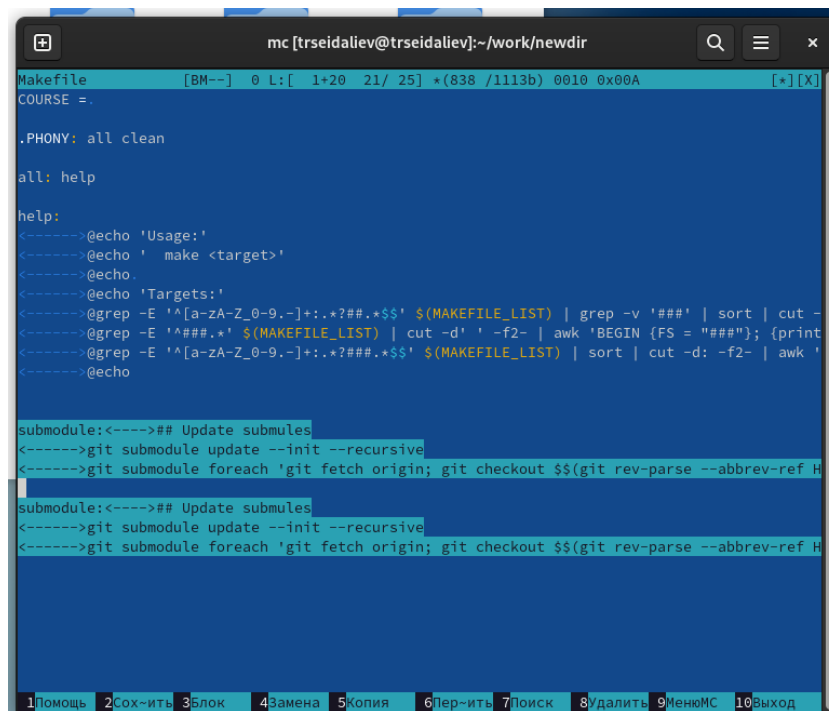 mc [trseidaliev@trseidaliev]:~/work/newdir
Makefile [BM--] 0 L:[ 1+20 21/ 25] *(838 /1113b) 0010 0x00A [*][X]
COURSE =.
.PHONY: all clean
all: help
help:
<------>@echo 'Usage:'
<------>@echo '  make <target>'
<------>@echo.
<------>@echo 'Targets:'
<------>@grep -E '^[a-zA-Z_0-9.-]+:.*?##.*$$' $(MAKEFILE_LIST) | grep -v '###' | sort | cut -
<------>@grep -E '^###.*' $(MAKEFILE_LIST) | cut -d' ' -f2- | awk 'BEGIN {FS = "###"}; {print
<------>@grep -E '^[a-zA-Z_0-9.-]+:.*?###.*$$' $(MAKEFILE_LIST) | sort | cut -d: -f2- | awk '
<------>@echo
submodule:<---->## Update submules
<------>git submodule update --init --recursive
<------>git submodule foreach 'git fetch origin; git checkout $$(git rev-parse --abbrev-ref H
submodule:<---->## Update submules
<------>git submodule update --init --recursive
<------>git submodule foreach 'git fetch origin; git checkout $$(git rev-parse --abbrev-ref H
1Помощь 2Сох~ить 3Блок 4Замена 5Копия 6Пер~ить 7Поиск 8Удалить 9МенюМС 10Выход